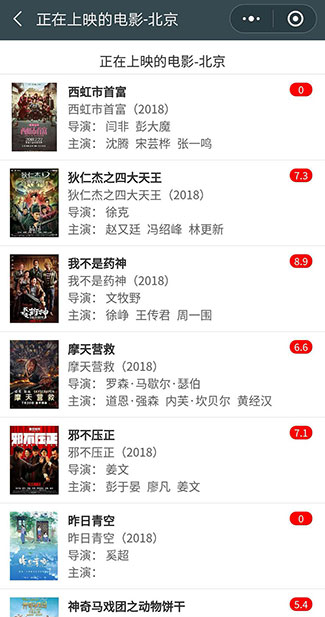 正在上映的电影-北京
正在上映的电影-北京
西虹市首富
0
西虹市首富（2018）
导演： 闫非 彭大魔
主演： 沈腾 宋芸桦 张一鸣
狄仁杰之四大天王
7.3
狄仁杰之四大天王（2018）
导演： 徐克
主演： 赵又廷 冯绍峰 林更新
我不是药神
8.9
我不是药神（2018）
导演： 文牧野
主演： 徐峥 王传君 周一围
摩天营救
6.6
摩天营救（2018）
导演： 罗森·马歇尔·瑟伯
主演： 道恩·强森 内芙·坎贝尔 黄经汉
摩天营救
邪不压正
7.1
邪不压正（2018）
导演： 姜文
主演： 彭于晏 廖凡 姜文
邪不压正
昨日青空
0
昨日青空（2018）
导演： 奚超
主演：
神奇马戏团之动物饼干
5.4